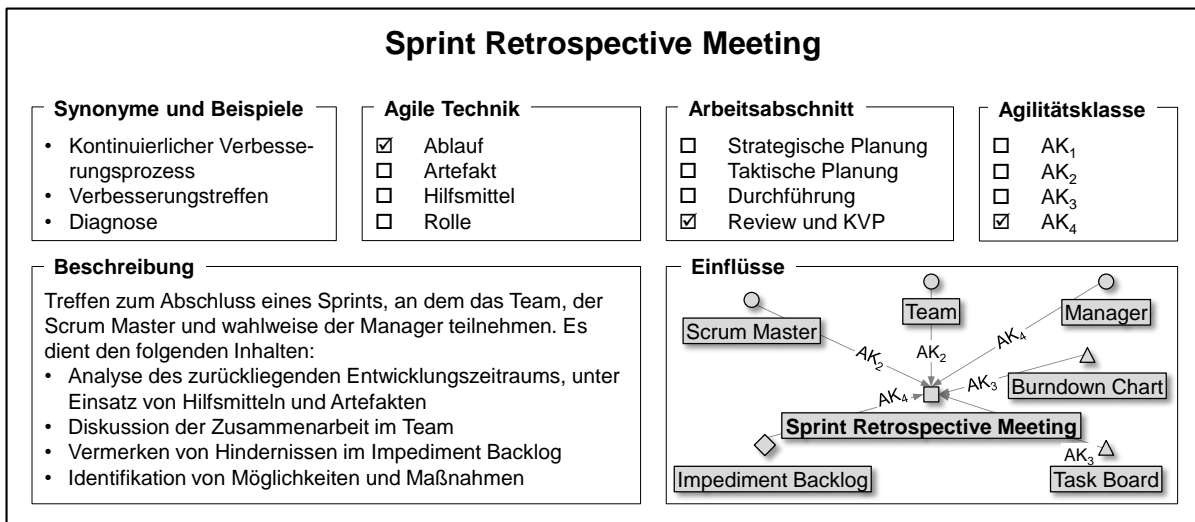 Sprint Retrospective Meeting
Synonyme und Beispiele
• Kontinuierlicher Verbesse-
rungsprozess
• Verbesserungstreffen
• Diagnose
Agile Technik
☑ Ablauf
☐ Artefakt
☐ Hilfsmittel
☐ Rolle
Arbeitsabschnitt
☐ Strategische Planung
☐ Taktische Planung
☐ Durchführung
☑ Review und KVP
Agilitätsklasse
☐ AK1
☐ AK2
☐ AK3
☑ AK4
Beschreibung
Treffen zum Abschluss eines Sprints, an dem das Team, der
Scrum Master und wahlweise der Manager teilnehmen. Es
dient den folgenden Inhalten:
• Analyse des zurückliegenden Entwicklungszeitraums, unter
Einsatz von Hilfsmitteln und Artefakten
• Diskussion der Zusammenarbeit im Team
• Vermerken von Hindernissen im Impediment Backlog
• Identifikation von Möglichkeiten und Maßnahmen
Einflüsse
Scrum Master
Team
Manager
AK2
AK2
AK4
AK3
Burndown Chart
AK4
Sprint Retrospective Meeting
AK3
Impediment Backlog
Task Board